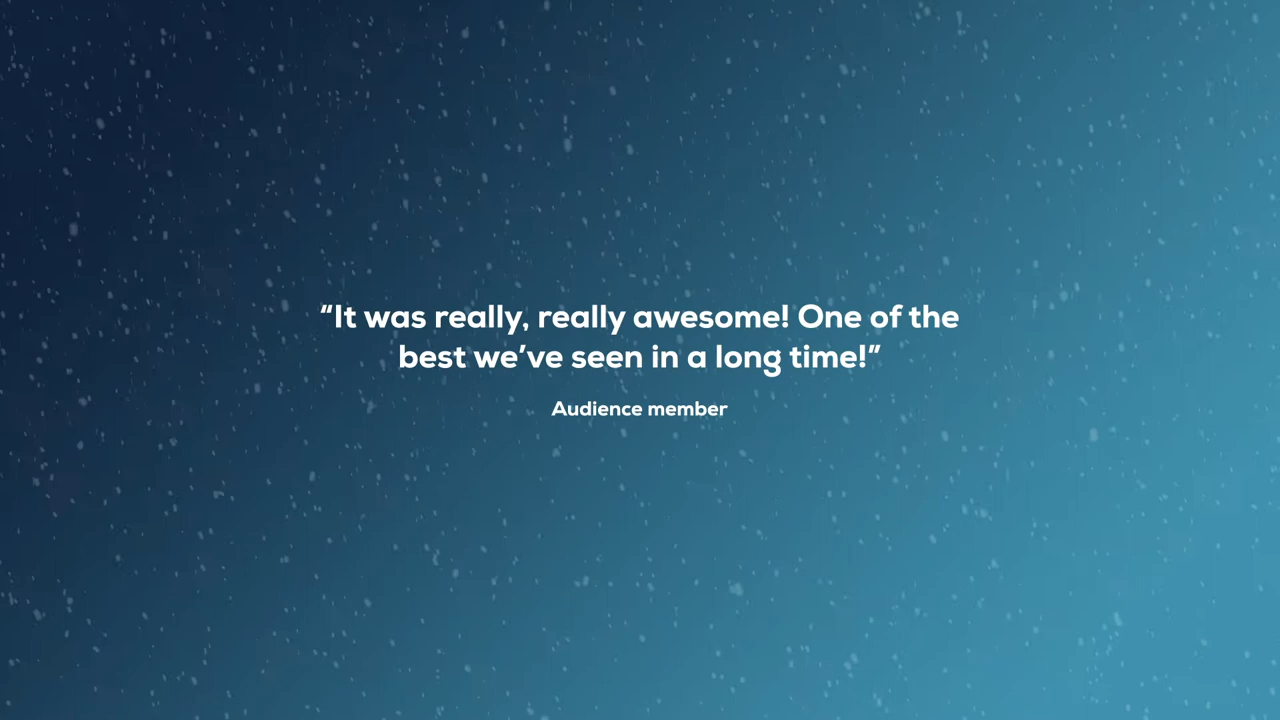 “It was really, really awesome! One of the
best we’ve seen in a long time!”
Audience member